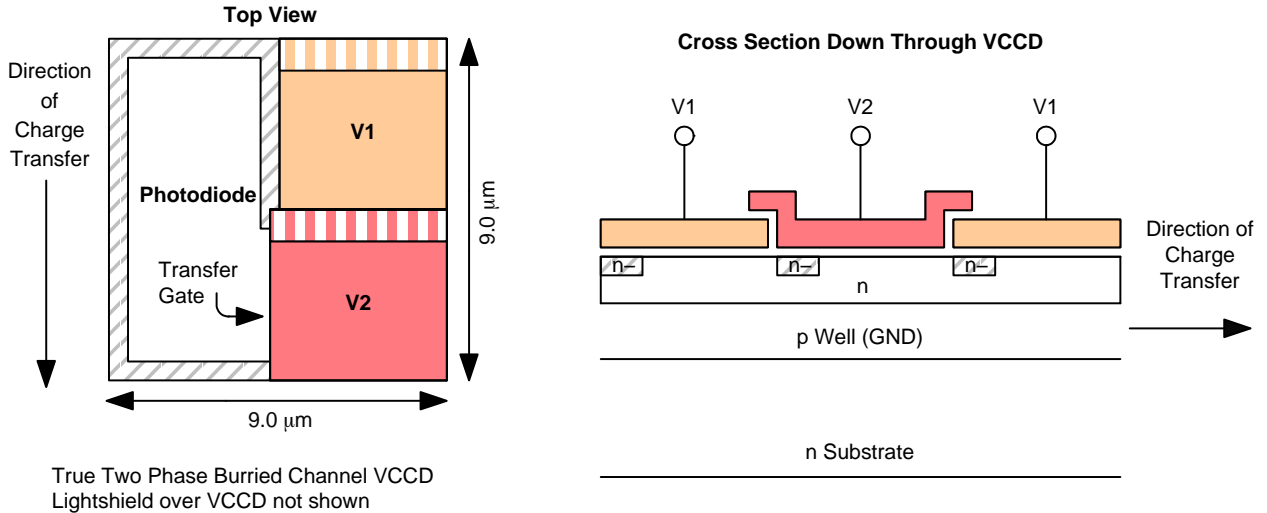 Top View
Direction
of
Charge
Transfer
V1
Photodiode
Transfer
Gate
V2
9.0 μm
9.0 μm
True Two Phase Burried Channel VCCD
Lightshield over VCCD not shown
Cross Section Down Through VCCD
V1
V2
V1
n–
n–
n–
n
p Well (GND)
n Substrate
Direction of
Charge
Transfer